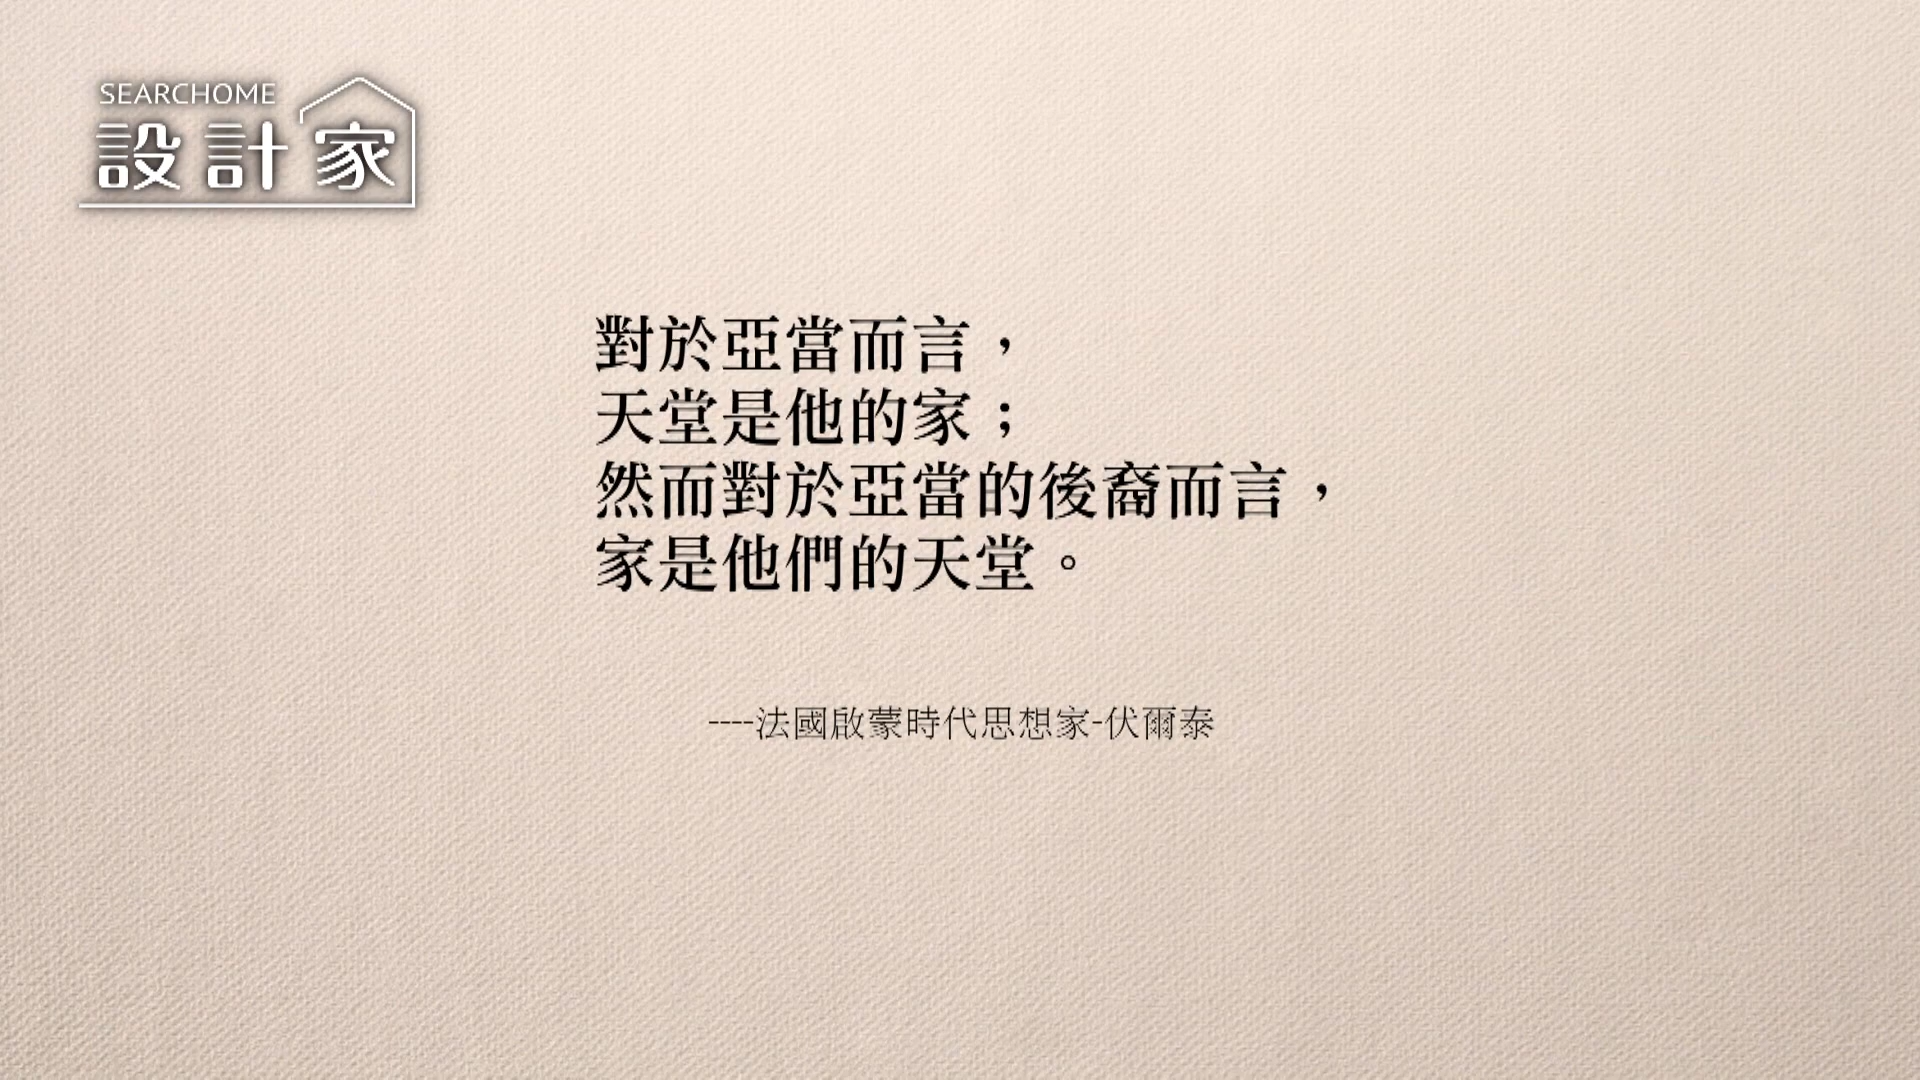 SEARCHOME
設計家
對於亞當而言，
天堂是他的家；
然而對於亞當的後裔而言，
家是他們的天堂。
----法國啟蒙時代思想家-伏爾泰